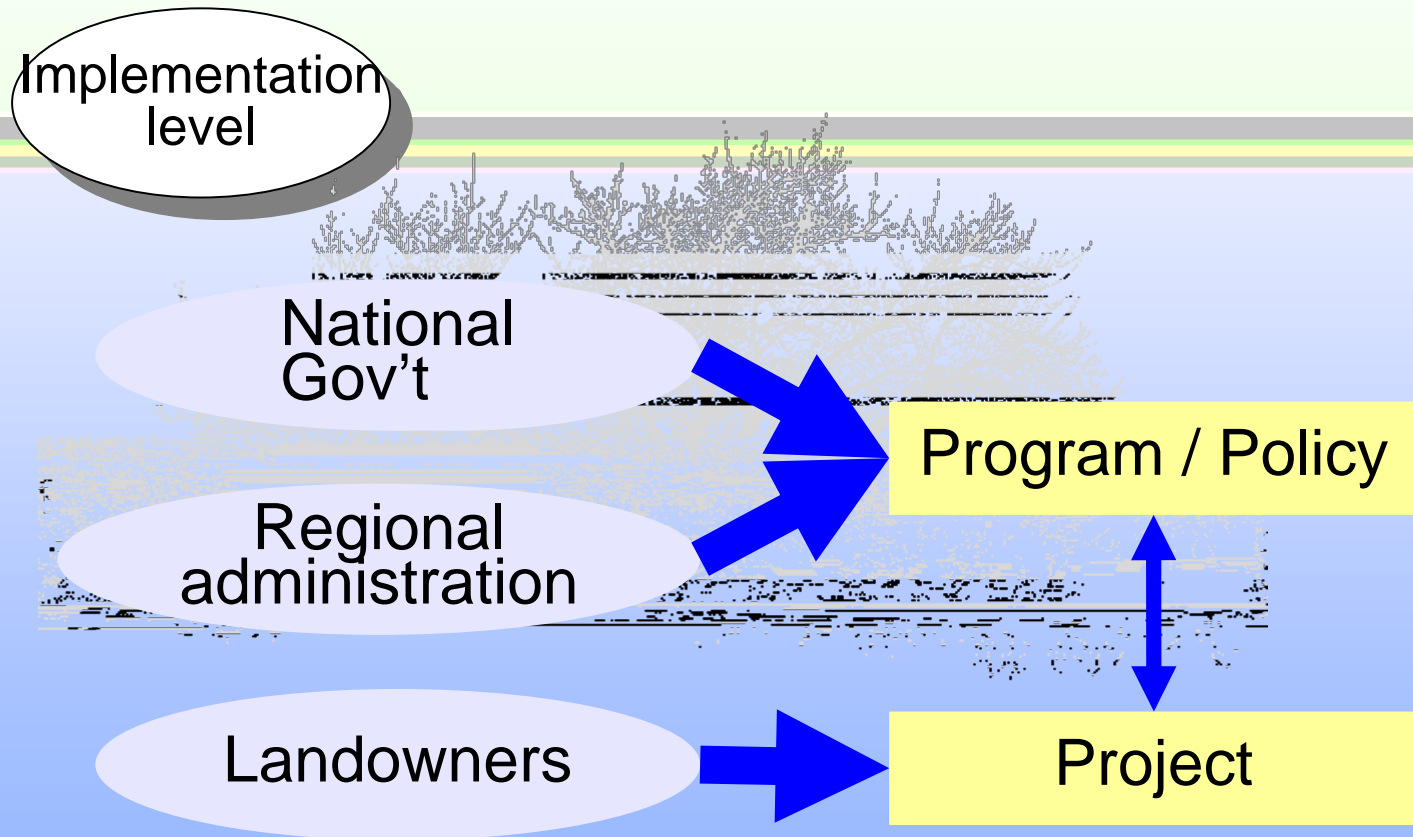 Implementation
level
National
Gov't
Program / Policy
Regional
administration
Landowners
Project